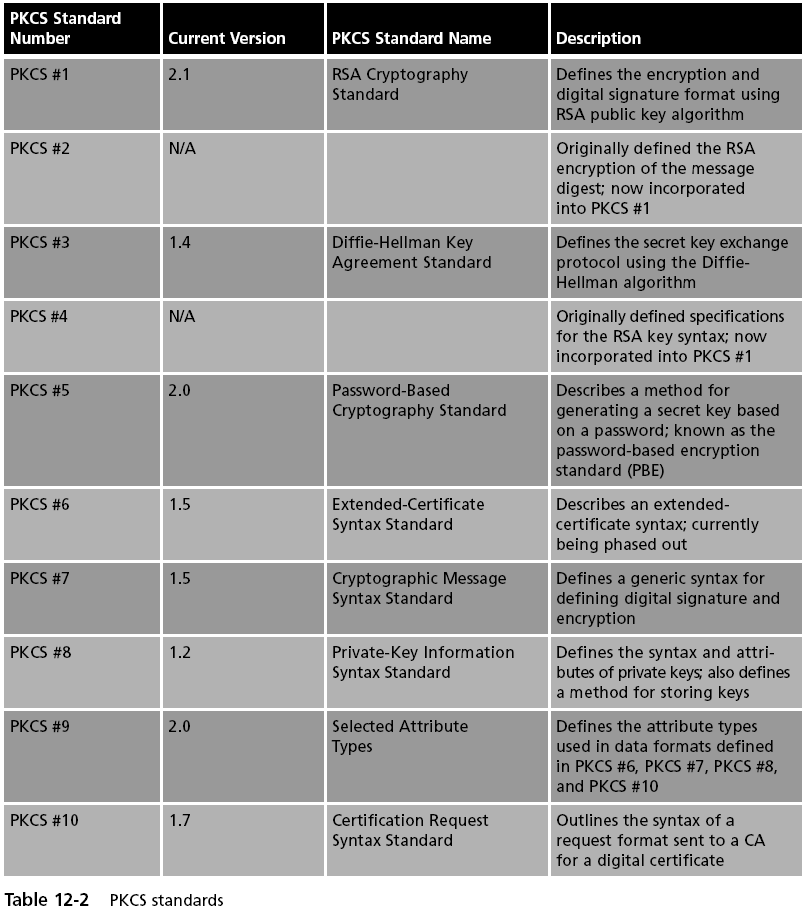 PKCS Standard
Number
Current Version
PKCS Standard Name
Description
PKCS #1
2.1
RSA Cryptography
Standard
Defines the encryption and
digital signature format using
RSA public key algorithm
PKCS #2
N/A
Originally defined the RSA
encryption of the message
digest; now incorporated
into PKCS #1
PKCS #3
1.4
Diffie-Hellman Key
Agreement Standard
Defines the secret key exchange
protocol using the Diffie-
Hellman algorithm
PKCS #4
N/A
Originally defined specifications
for the RSA key syntax; now
incorporated into PKCS #1
PKCS #5
2.0
Password-Based
Cryptography Standard
Describes a method for
generating a secret key based
on a password; known as the
password-based encryption
standard (PBE)
PKCS #6
1.5
Extended-Certificate
Syntax Standard
Describes an extended-
certificate syntax; currently
being phased out
PKCS #7
1.5
Cryptographic Message
Syntax Standard
Defines a generic syntax for
defining digital signature and
encryption
PKCS #8
1.2
Private-Key Information
Syntax Standard
Defines the syntax and attri-
butes of private keys; also defines
a method for storing keys
PKCS #9
2.0
Selected Attribute
Types
Defines the attribute types
used in data formats defined
in PKCS #6, PKCS #7, PKCS #8,
and PKCS #10
PKCS #10
1.7
Certification Request
Syntax Standard
Outlines the syntax of a
request format sent to a CA
for a digital certificate
Table 12-2 PKCS standards